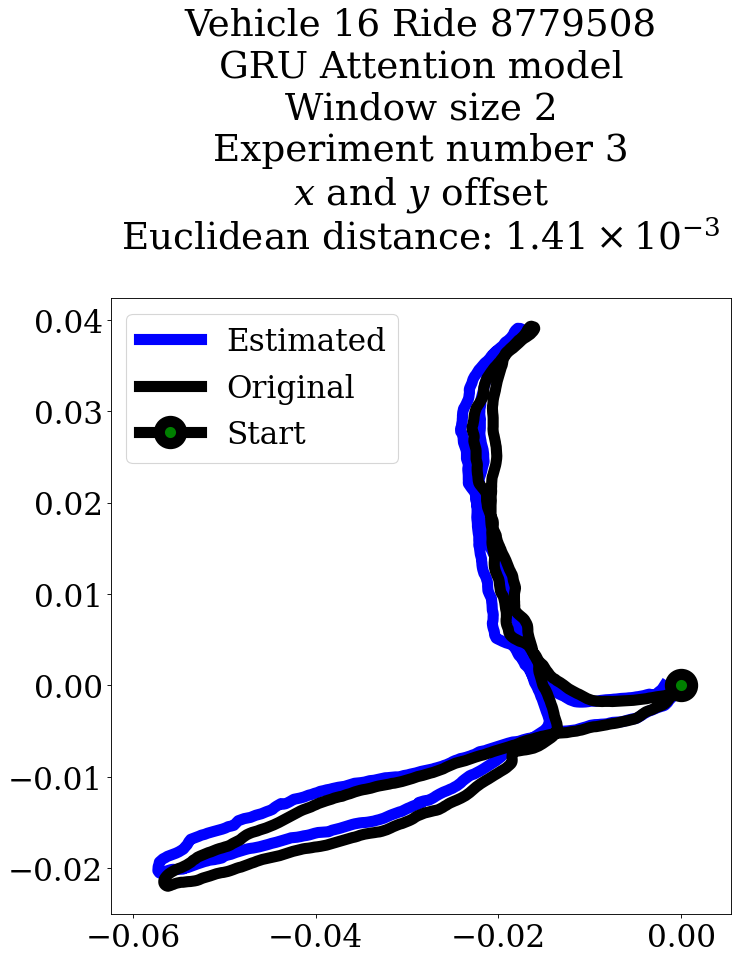 Vehicle 16 Ride 8779508
GRU Attention model
Window size 2
Experiment number 3
x and y offset
Euclidean distance: 1.41 × 10⁻³
Estimated
Original
Start
0.04
0.03
0.02
0.01
0.00
−0.01
−0.02
−0.06 −0.04 −0.02 0.00